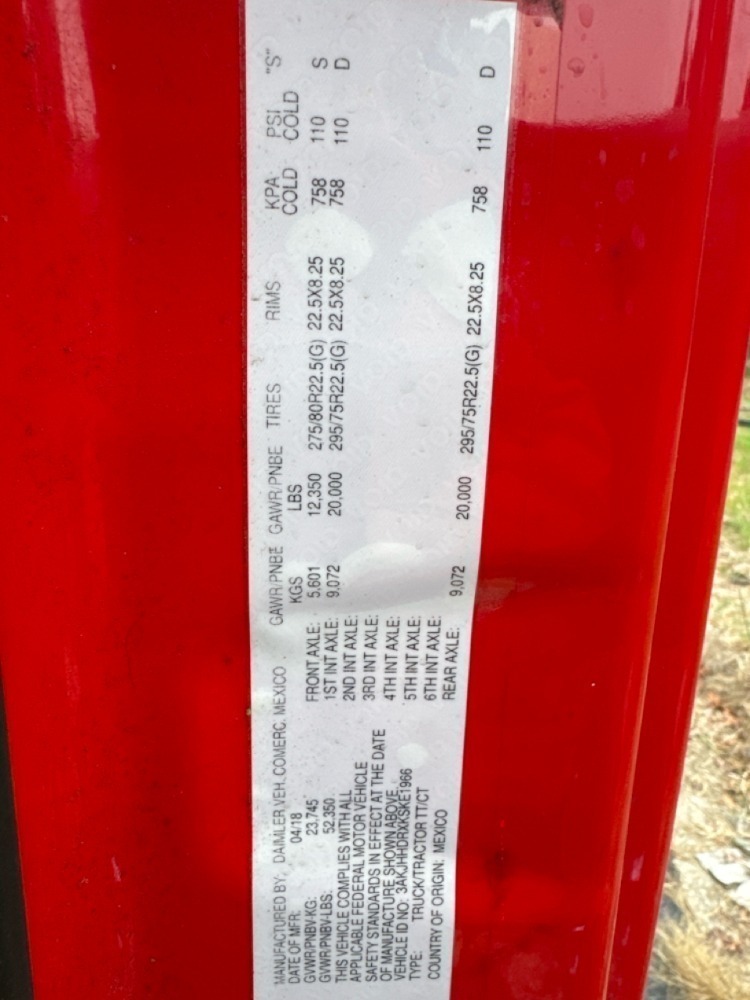 MANUFACTURED BY: DAIMLER VEH. COMERC. MEXICO
DATE OF MFR: 04/18
GVWR/PNBV-KG: 23,745
GVWR/PNBV-LBS: 52,350
THIS VEHICLE COMPLIES WITH ALL
APPLICABLE FEDERAL MOTOR VEHICLE
SAFETY STANDARDS IN EFFECT AT THE DATE
OF MANUFACTURE SHOWN ABOVE.
VEHICLE ID NO: 3AKJHHDRXKSKE1966
TYPE: TRUCK/TRACTOR TT/CT
COUNTRY OF ORIGIN: MEXICO
GAWR/PNBE GAWR/PNBE TIRES RIMS KPA PSI "S"
KGS LBS COLD COLD
FRONT AXLE: 5,601 12,350 275/80R22.5(G) 22.5X8.25 758 110 S
1ST INT AXLE: 9,072 20,000 295/75R22.5(G) 22.5X8.25 758 110 D
2ND INT AXLE:
3RD INT AXLE:
4TH INT AXLE:
5TH INT AXLE:
6TH INT AXLE:
REAR AXLE: 9,072 20,000 295/75R22.5(G) 22.5X8.25 758 110 D